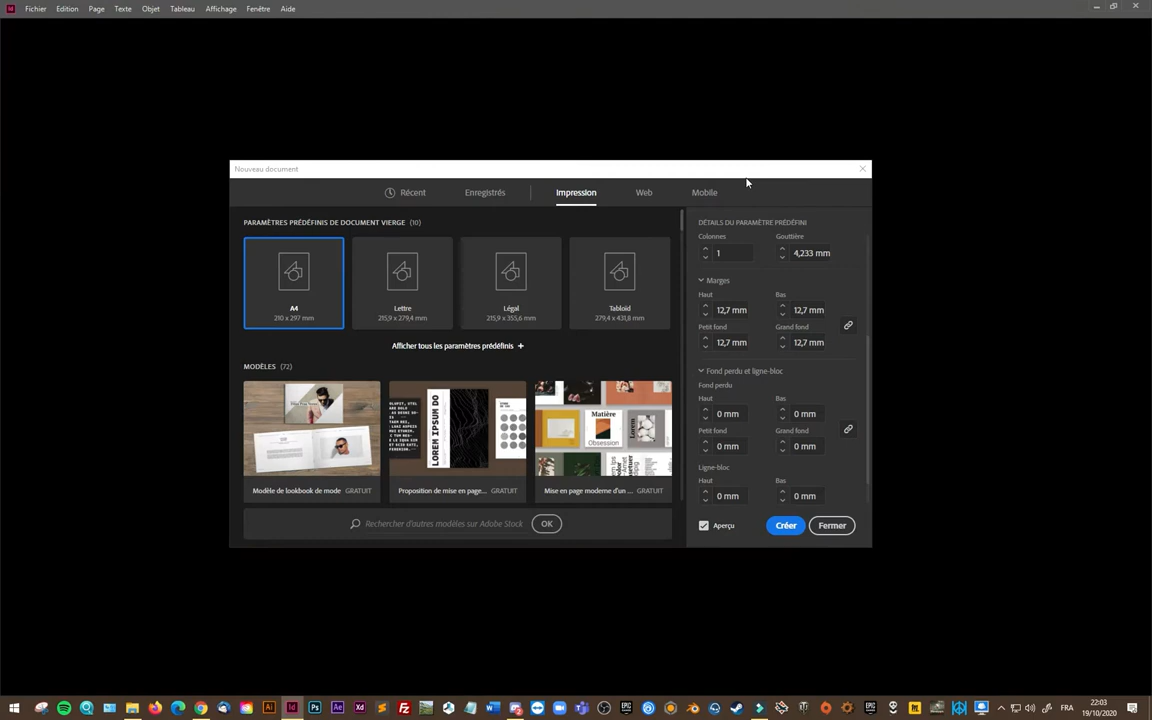 Fichier Edition Page Texte Objet Tableau Affichage Fenêtre Aide
Nouveau document
Récent Enregistrés Impression Web Mobile
PARAMÈTRES PRÉDÉFINIS DE DOCUMENT VIERGE (10)
A4
210 x 297 mm
Lettre
215,9 x 279,4 mm
Légal
215,9 x 355,6 mm
Tabloïd
279,4 x 431,8 mm
Afficher tous les paramètres prédéfinis +
MODÈLES (72)
LOREM IPSUM DO
Matière
Obsession
Lorem
Modèle de lookbook de mode GRATUIT
Proposition de mise en page... GRATUIT
Mise en page moderne d'un ... GRATUIT
Rechercher d'autres modèles sur Adobe Stock OK
DÉTAILS DU PARAMÈTRE PRÉDÉFINI
Colonnes Gouttière
1 4,233 mm
Marges
Haut Bas
12,7 mm 12,7 mm
Petit fond Grand fond
12,7 mm 12,7 mm
Fond perdu et ligne-bloc
Fond perdu
Haut Bas
0 mm 0 mm
Petit fond Grand fond
0 mm 0 mm
Ligne-bloc
Haut Bas
0 mm 0 mm
Aperçu Créer Fermer
FRA
22:03
19/10/2020